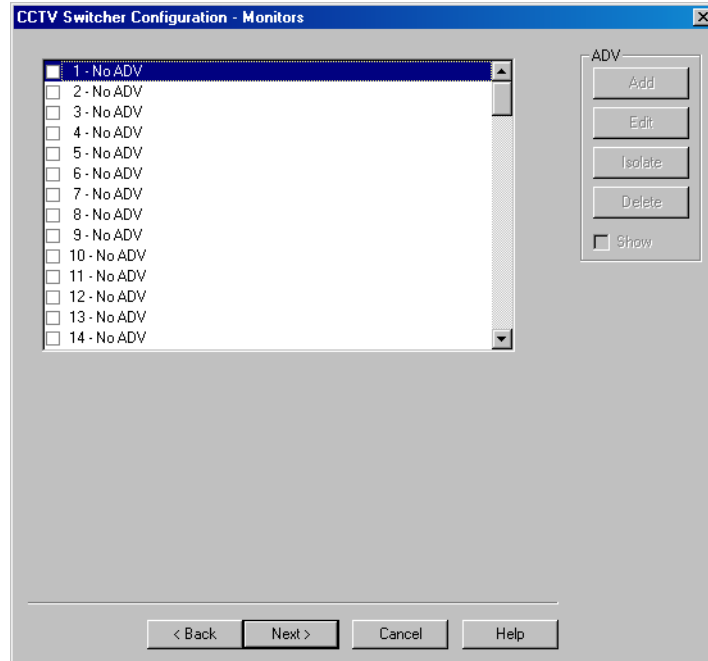 CCTV Switcher Configuration - Monitors
1 - No ADV
2 - No ADV
3 - No ADV
4 - No ADV
5 - No ADV
6 - No ADV
7 - No ADV
8 - No ADV
9 - No ADV
10 - No ADV
11 - No ADV
12 - No ADV
13 - No ADV
14 - No ADV
ADV
Add
Edit
Isolate
Delete
Show
< Back
Next >
Cancel
Help